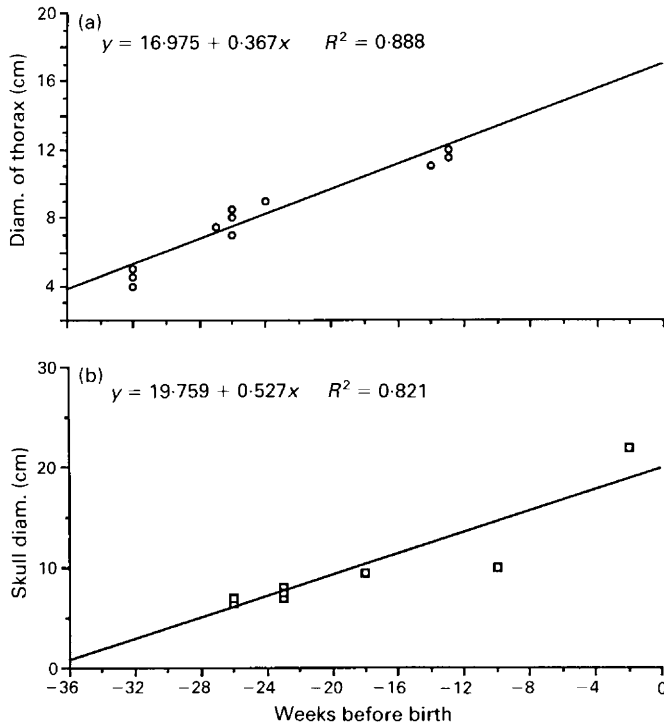 (a)
y = 16·975 + 0·367x R² = 0·888
Diam. of thorax (cm)
20
16
12
8
4
(b)
y = 19·759 + 0·527x R² = 0·821
Skull diam. (cm)
30
20
10
0
-36 -32 -28 -24 -20 -16 -12 -8 -4 0
Weeks before birth